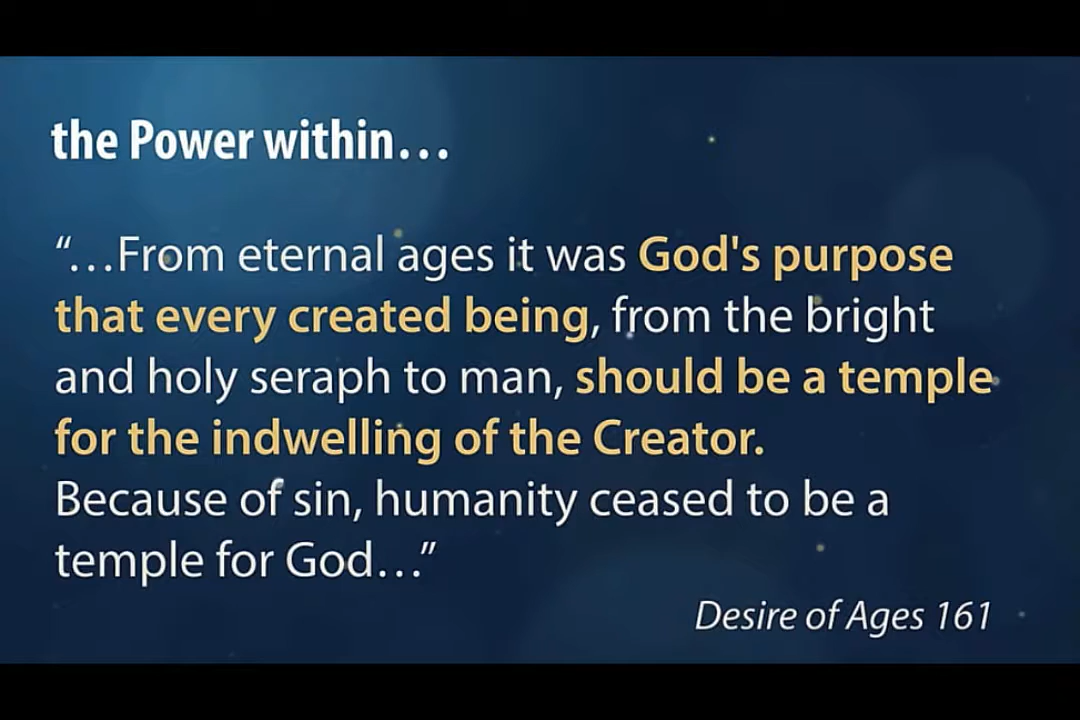 the Power within…
“…From eternal ages it was God's purpose
that every created being, from the bright
and holy seraph to man, should be a temple
for the indwelling of the Creator.
Because of sin, humanity ceased to be a
temple for God…”
Desire of Ages 161